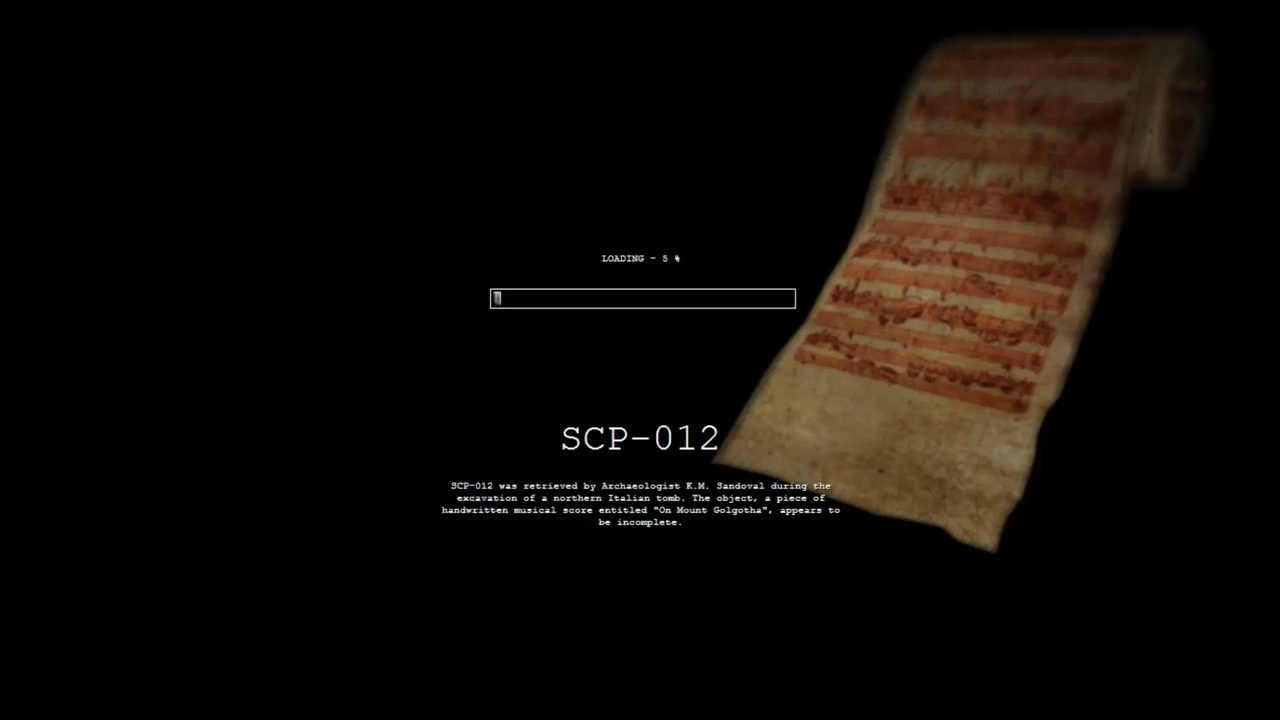 LOADING - 5 %
SCP-012
SCP-012 was retrieved by Archaeologist K.M. Sandoval during the
excavation of a northern Italian tomb. The object, a piece of
handwritten musical score entitled "On Mount Golgotha", appears to
be incomplete.